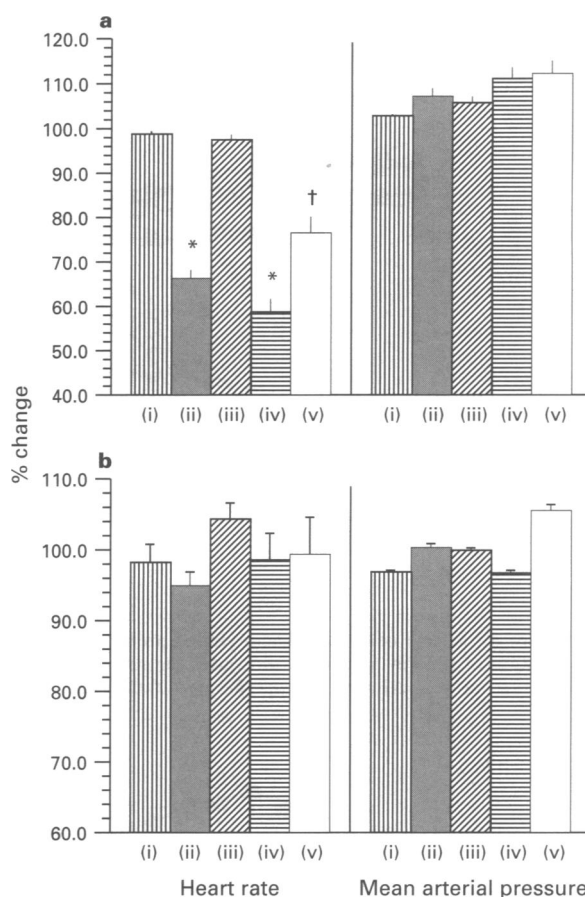 a
120.0
110.0
100.0
90.0
80.0
70.0
60.0
50.0
40.0
* * †
(i) (ii) (iii) (iv) (v) (i) (ii) (iii) (iv) (v)
% change
b
110.0
100.0
90.0
80.0
70.0
60.0
(i) (ii) (iii) (iv) (v) (i) (ii) (iii) (iv) (v)
Heart rate Mean arterial pressure